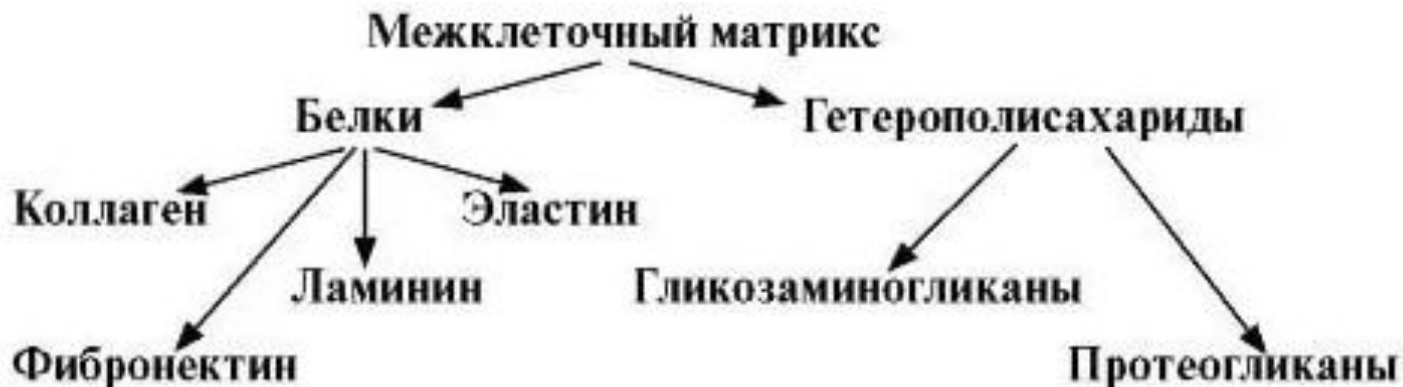 Межклеточный матрикс
Белки
Гетерополисахариды
Коллаген
Эластин
Ламинин
Гликозаминогликаны
Фибронектин
Протеогликаны